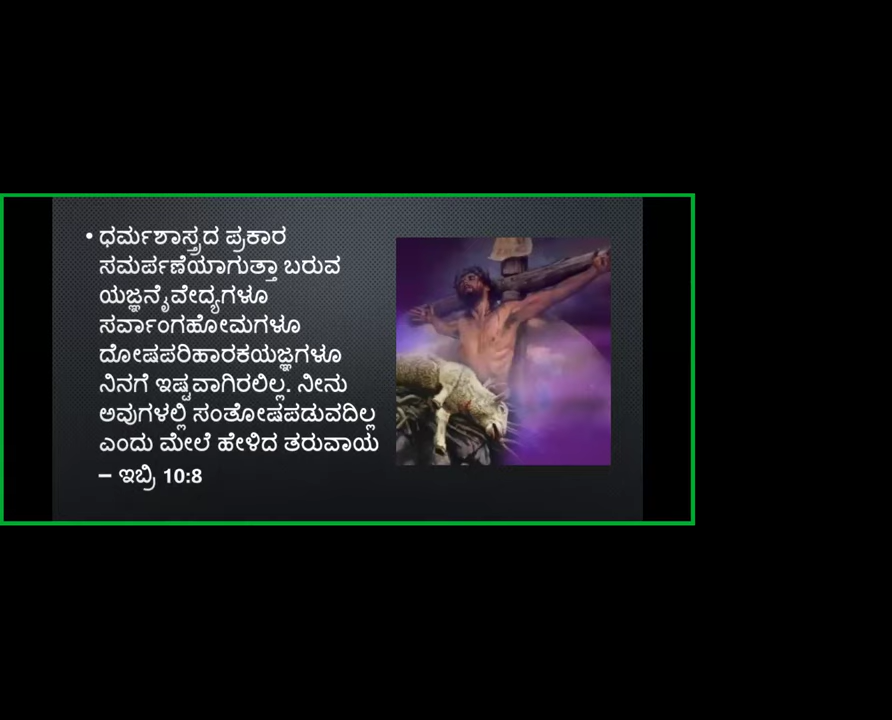 • ಧರ್ಮಶಾಸ್ತ್ರದ ಪ್ರಕಾರ
ಸಮರ್ಪಣೆಯಾಗುತ್ತಾ ಬರುವ
ಯಜ್ಞನೈವೇದ್ಯಗಳೂ
ಸರ್ವಾಂಗಹೋಮಗಳೂ
ದೋಷಪರಿಹಾರಕಯಜ್ಞಗಳೂ
ನಿನಗೆ ಇಷ್ಟವಾಗಿರಲಿಲ್ಲ. ನೀನು
ಅವುಗಳಲ್ಲಿ ಸಂತೋಷಪಡುವದಿಲ್ಲ
ಎಂದು ಮೇಲೆ ಹೇಳಿದ ತರುವಾಯ
– ಇಬ್ರಿ 10:8